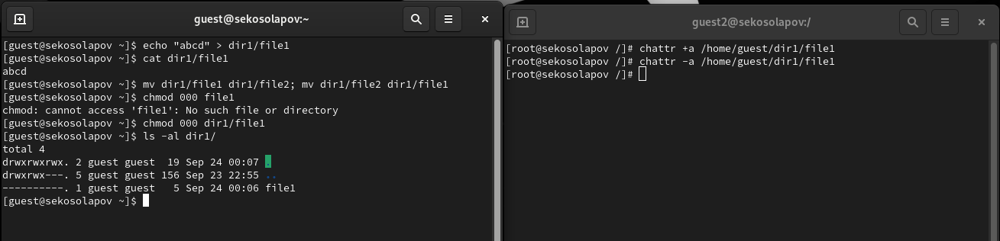 guest@sekosolapov:~
[guest@sekosolapov ~]$ echo "abcd" > dir1/file1
[guest@sekosolapov ~]$ cat dir1/file1
abcd
[guest@sekosolapov ~]$ mv dir1/file1 dir1/file2; mv dir1/file2 dir1/file1
[guest@sekosolapov ~]$ chmod 000 file1
chmod: cannot access 'file1': No such file or directory
[guest@sekosolapov ~]$ chmod 000 dir1/file1
[guest@sekosolapov ~]$ ls -al dir1/
total 4
drwxrwxrwx. 2 guest guest  19 Sep 24 00:07 .
drwxrwx---. 5 guest guest 156 Sep 23 22:55 ..
----------. 1 guest guest   5 Sep 24 00:06 file1
[guest@sekosolapov ~]$
guest2@sekosolapov:/
[root@sekosolapov /]# chattr +a /home/guest/dir1/file1
[root@sekosolapov /]# chattr -a /home/guest/dir1/file1
[root@sekosolapov /]#